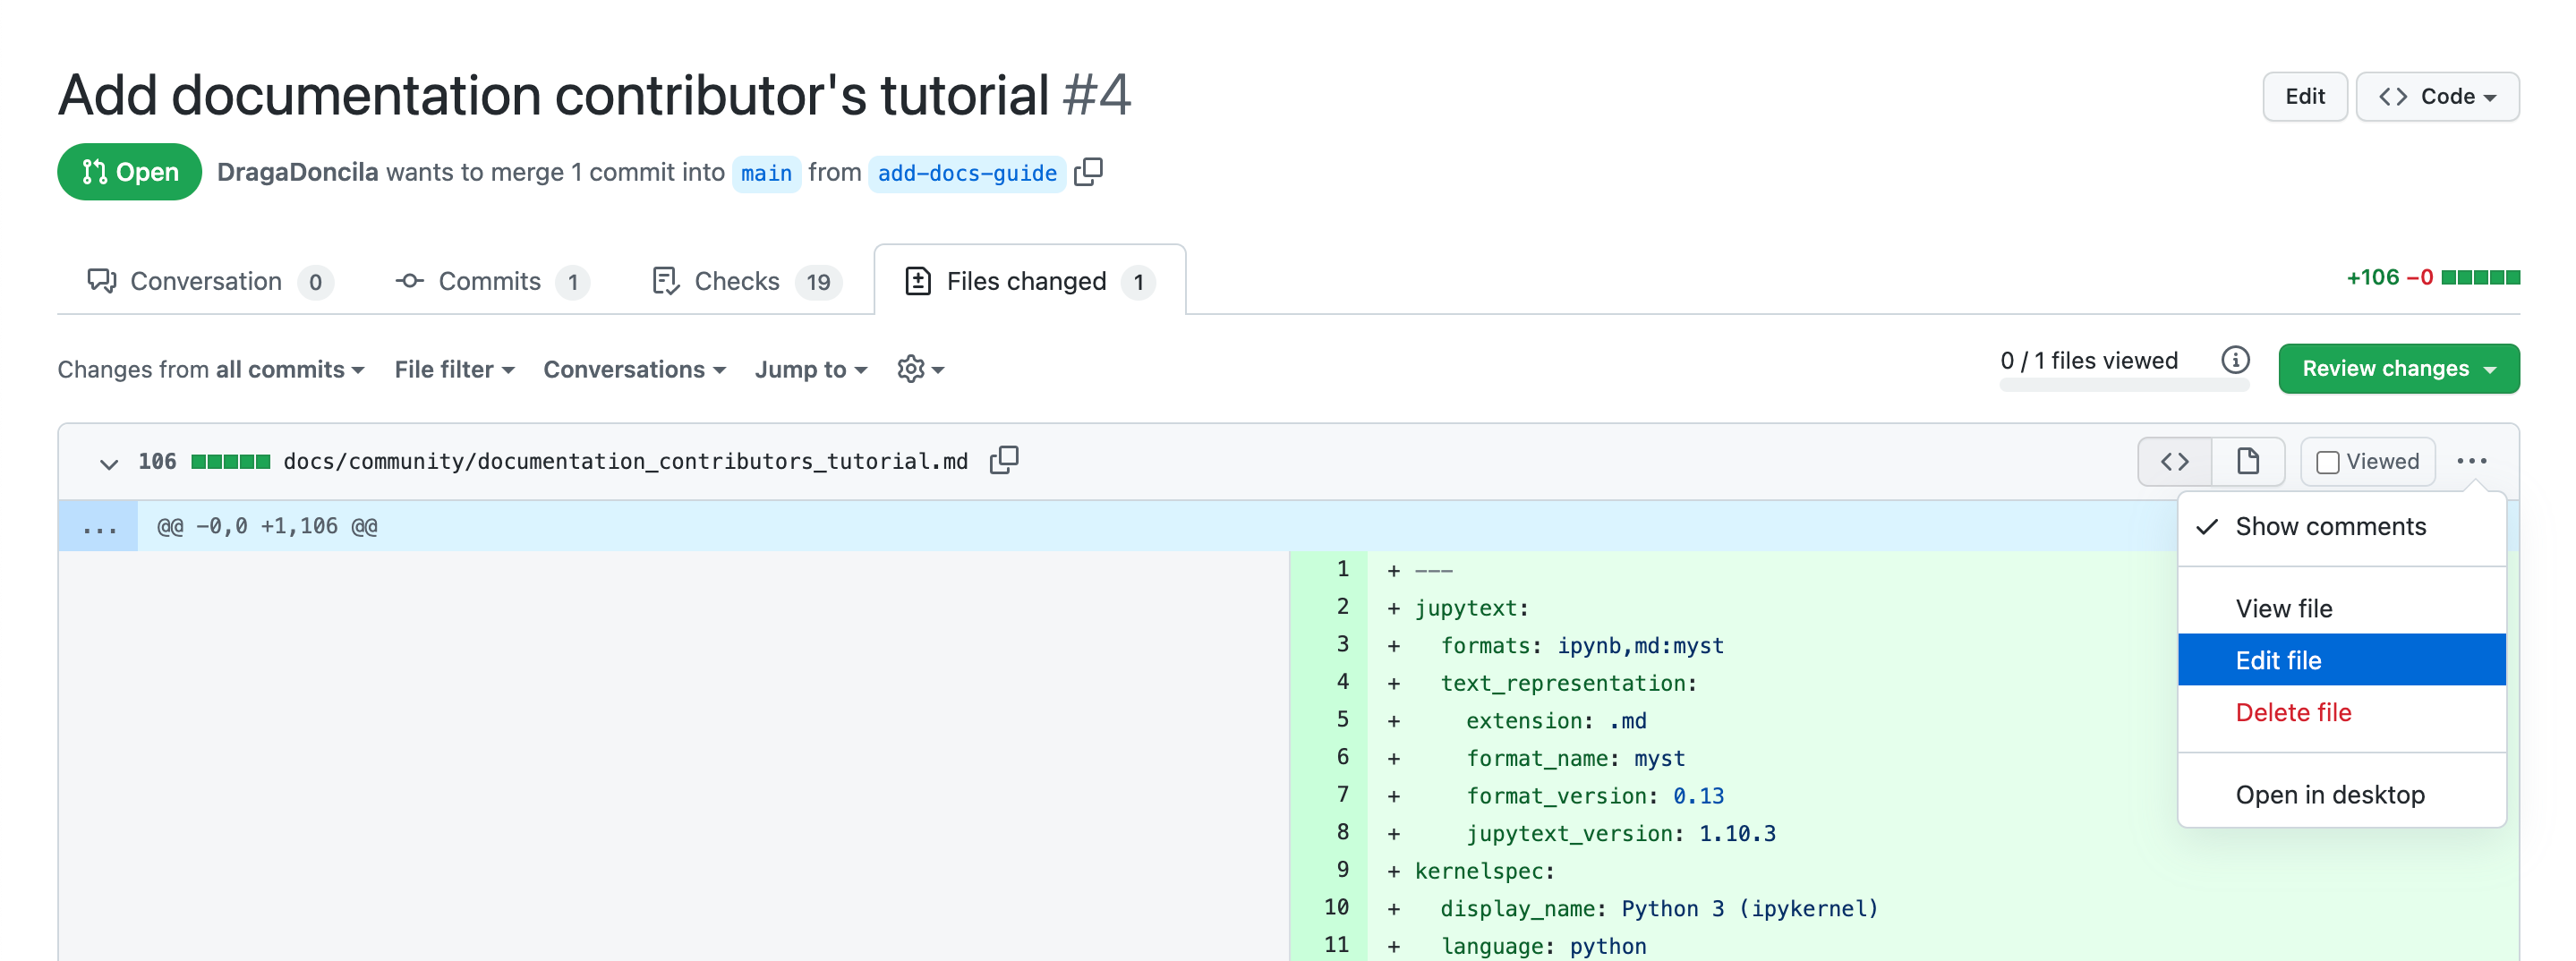 Add documentation contributor's tutorial #4
Edit
Code
Open
DragaDoncila wants to merge 1 commit into main from add-docs-guide
Conversation 0
Commits 1
Checks 19
Files changed 1
+106 −0
Changes from all commits
File filter
Conversations
Jump to
0 / 1 files viewed
Review changes
106
docs/community/documentation_contributors_tutorial.md
Viewed
...
... @@ -0,0 +1,106 @@
Show comments
View file
Edit file
Delete file
Open in desktop
1 + ---
2 + jupytext:
3 + formats: ipynb,md:myst
4 + text_representation:
5 + extension: .md
6 + format_name: myst
7 + format_version: 0.13
8 + jupytext_version: 1.10.3
9 + kernelspec:
10 + display_name: Python 3 (ipykernel)
11 + language: python